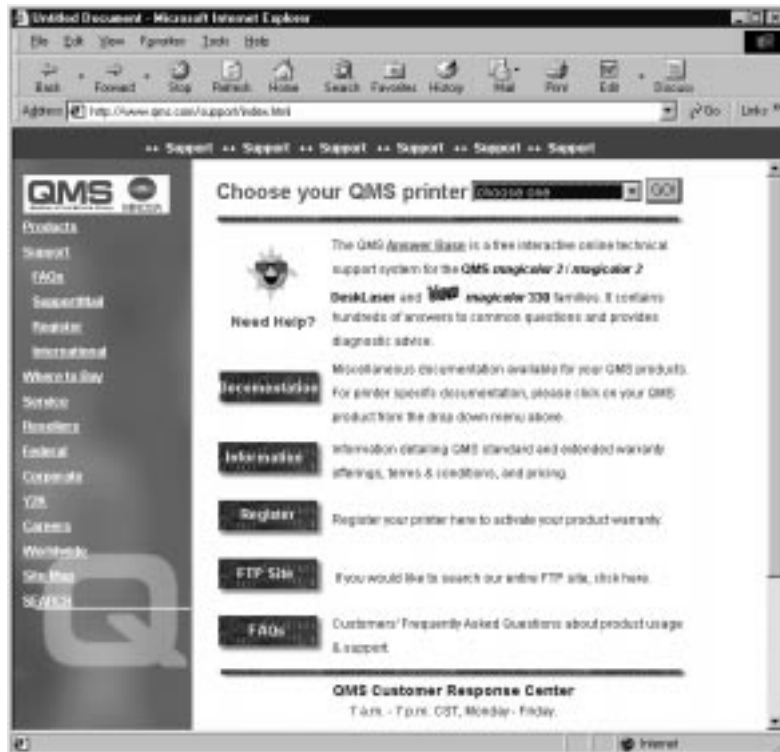 Untitled Document - Microsoft Internet Explorer
File Edit View Favorites Tools Help
Back Forward Stop Refresh Home Search Favorites History Mail Print Edit Discuss
Address http://www.qms.com/support/index.html Go Links »
++ Support ++ Support ++ Support ++ Support ++ Support ++ Support
QMS MINOLTA
Products
Support
FAQs
SupportMail
Register
International
Where to Buy
Service
Resellers
Federal
Corporate
Y2K
Careers
Worldwide
Site Map
SEARCH
Q
Choose your QMS printer choose one GO!
Need Help?
The QMS Answer Base is a free interactive online technical
support system for the QMS magicolor 2 / magicolor 2
DeskLaser and magicolor 330 families. It contains
hundreds of answers to common questions and provides
diagnostic advice.
Documentation
Miscellaneous documentation available for your QMS products.
For printer specific documentation, please click on your QMS
product from the drop down menu above.
Information
Information detailing QMS standard and extended warranty
offerings, terms & conditions, and pricing.
Register
Register your printer here to activate your product warranty.
FTP Site
If you would like to search our entire FTP site, click here.
FAQs
Customers' Frequently Asked Questions about product usage
& support.
QMS Customer Response Center
7 a.m. - 7 p.m. CST, Monday - Friday.
Internet